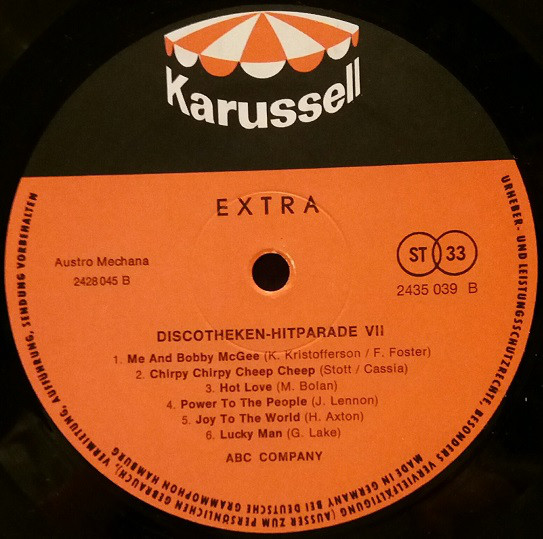 Karussell
EXTRA
Austro Mechana
2428 045 B
ST 33
2435 039 B
DISCOTHEKEN-HITPARADE VII
1. Me And Bobby McGee (K. Kristofferson / F. Foster)
2. Chirpy Chirpy Cheep Cheep (Stott / Cassia)
3. Hot Love (M. Bolan)
4. Power To The People (J. Lennon)
5. Joy To The World (H. Axton)
6. Lucky Man (G. Lake)
ABC COMPANY
URHEBER- UND LEISTUNGSSCHUTZRECHTE, BESONDERS VERVIELFÄLTIGUNG (AUSSER ZUM PERSÖNLICHEN GEBRAUCH), VERMIETUNG, AUFFÜHRUNG, SENDUNG VORBEHALTEN
MADE IN GERMANY BEI DEUTSCHE GRAMMOPHON HAMBURG